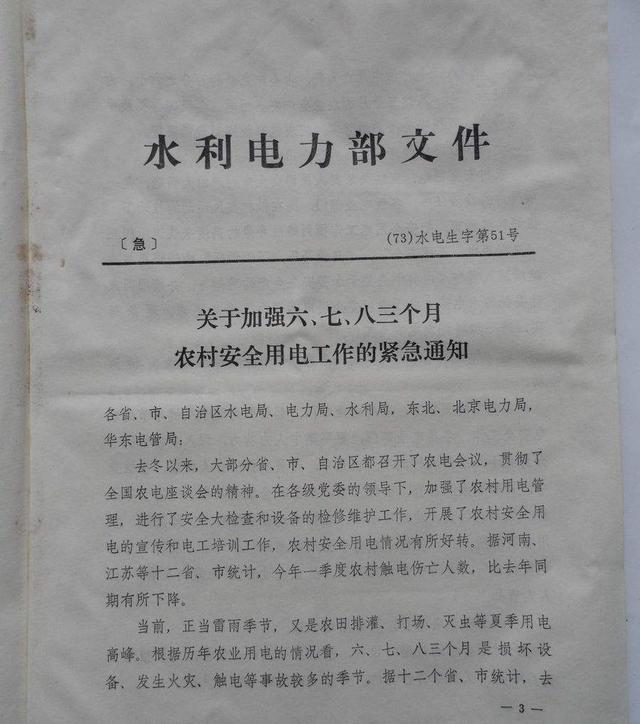 水利电力部文件
〔急〕 (73)水电生字第51号
关于加强六、七、八三个月
农村安全用电工作的紧急通知
各省、市、自治区水电局、电力局、水利局，东北、北京电力局，
华东电管局：
去冬以来，大部分省、市、自治区都召开了农电会议，贯彻了
全国农电座谈会的精神。在各级党委的领导下，加强了农村用电管
理，进行了安全大检查和设备的检修维护工作，开展了农村安全用
电的宣传和电工培训工作，农村安全用电情况有所好转。据河南、
江苏等十二省、市统计，今年一季度农村触电伤亡人数，比去年同
期有所下降。
当前，正当雷雨季节，又是农田排灌、打场、灭虫等夏季用电
高峰。根据历年农业用电的情况看，六、七、八三个月是损坏设
备、发生火灾、触电等事故较多的季节。据十二个省、市统计，去
— 3 —